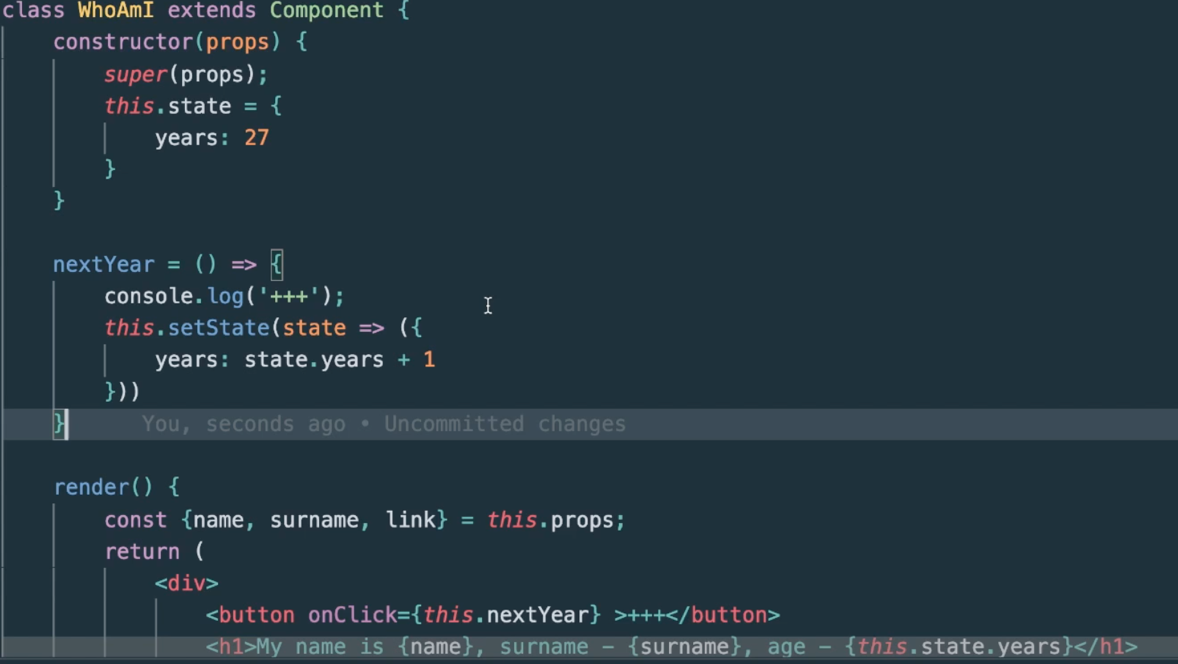 class WhoAmI extends Component {
constructor(props) {
super(props);
this.state = {
years: 27
}
}
nextYear = () => {
console.log('+++');
this.setState(state => ({
years: state.years + 1
}))
} You, seconds ago • Uncommitted changes
render() {
const {name, surname, link} = this.props;
return (
<div>
<button onClick={this.nextYear} >+++</button>
<h1>My name is {name}, surname - {surname}, age - {this.state.years}</h1>